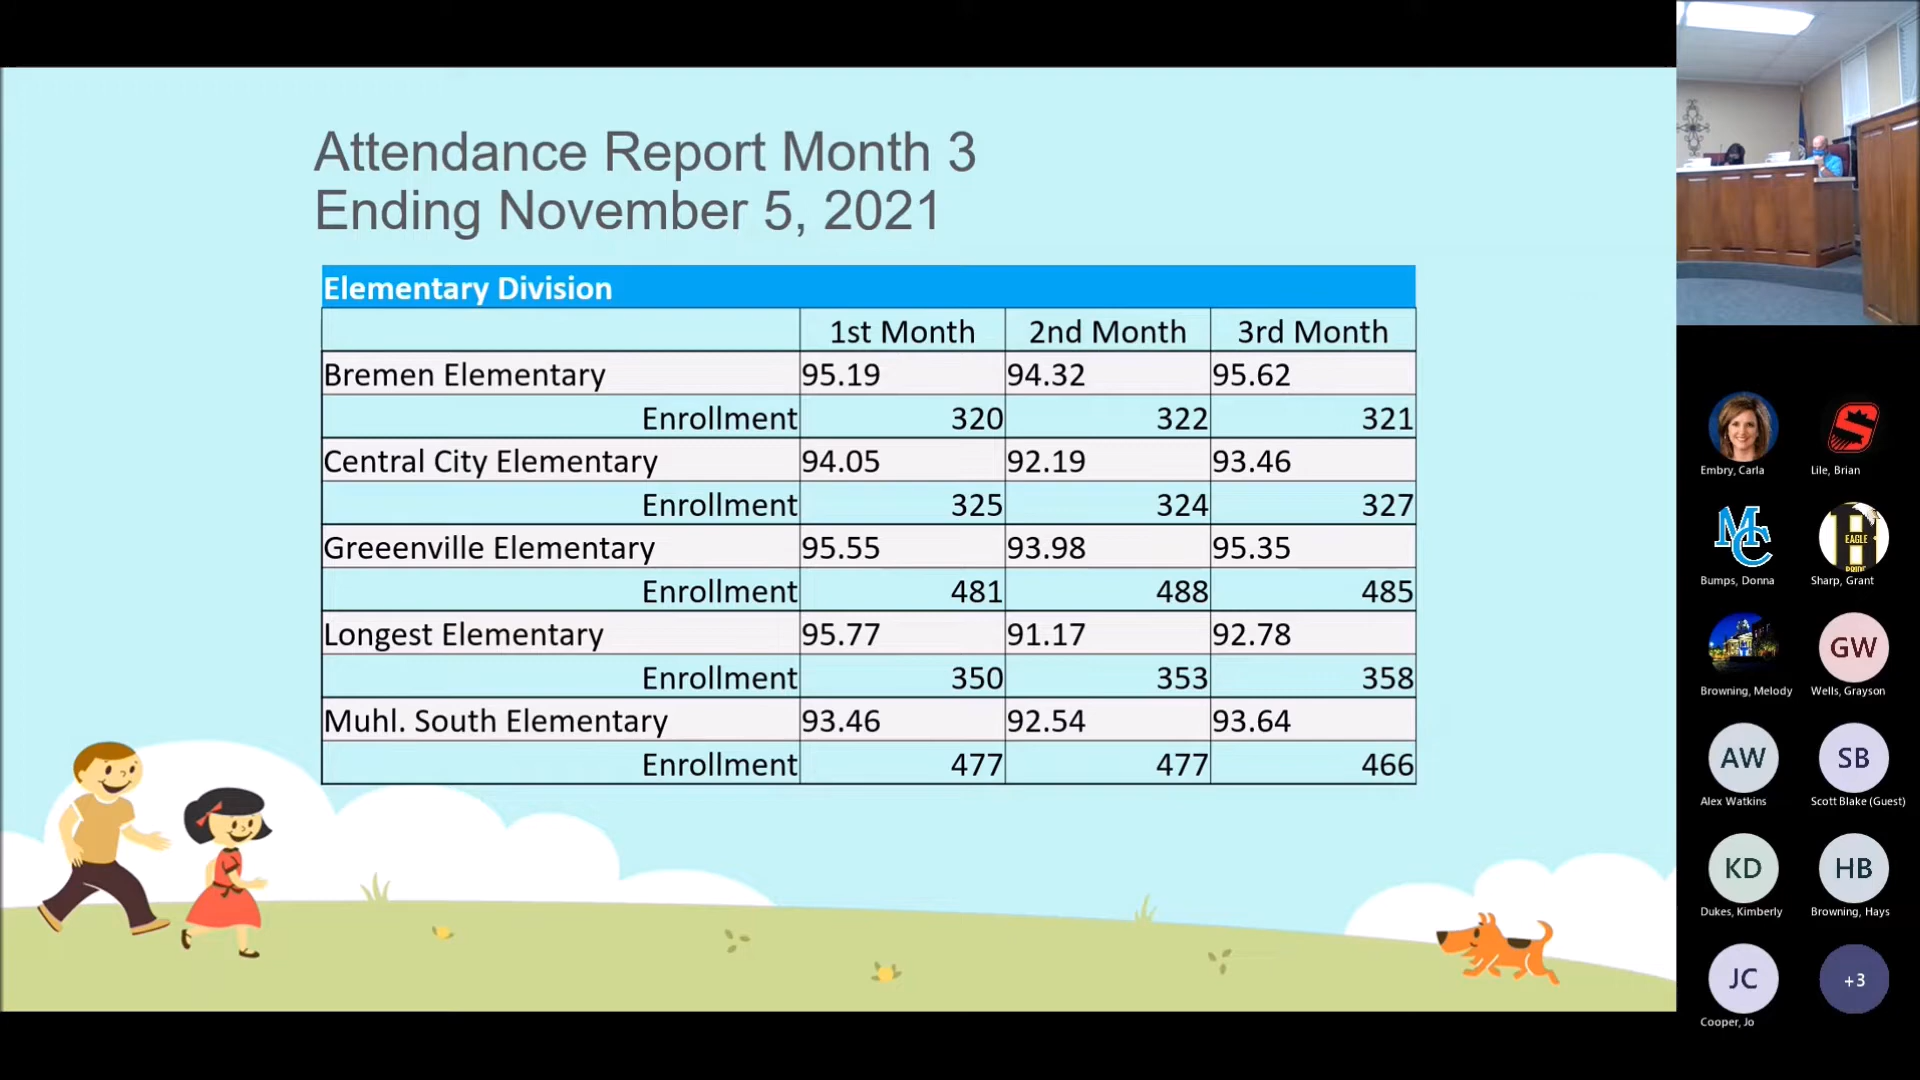 Attendance Report Month 3
Ending November 5, 2021
Elementary Division
1st Month 2nd Month 3rd Month
Bremen Elementary 95.19 94.32 95.62
Enrollment 320 322 321
Central City Elementary 94.05 92.19 93.46
Enrollment 325 324 327
Greeenville Elementary 95.55 93.98 95.35
Enrollment 481 488 485
Longest Elementary 95.77 91.17 92.78
Enrollment 350 353 358
Muhl. South Elementary 93.46 92.54 93.64
Enrollment 477 477 466
S
Embry, Carla
Lile, Brian
MC
H
EAGLE
PRIDE
Bumps, Donna
Sharp, Grant
GW
Browning, Melody
Wells, Grayson
AW
SB
Alex Watkins
Scott Blake (Guest)
KD
HB
Dukes, Kimberly
Browning, Hays
JC
+3
Cooper, Jo